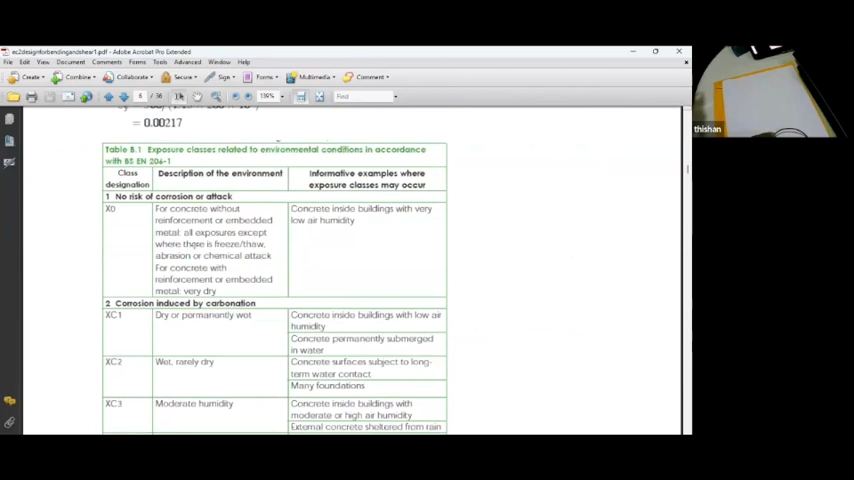 ec2designforbendingandshear1.pdf - Adobe Acrobat Pro Extended
File Edit View Document Comments Forms Tools Advanced Window Help
Create Combine Collaborate Secure Sign Forms Multimedia Comment
6 / 36 139% Find
= 0.00217
Table B.1 Exposure classes related to environmental conditions in accordance
with BS EN 206-1
Class Description of the environment Informative examples where
designation exposure classes may occur
1 No risk of corrosion or attack
X0 For concrete without Concrete inside buildings with very
reinforcement or embedded low air humidity
metal: all exposures except
where there is freeze/thaw,
abrasion or chemical attack
For concrete with
reinforcement or embedded
metal: very dry
2 Corrosion induced by carbonation
XC1 Dry or permanently wet Concrete inside buildings with low air
humidity
Concrete permanently submerged
in water
XC2 Wet, rarely dry Concrete surfaces subject to long-
term water contact
Many foundations
XC3 Moderate humidity Concrete inside buildings with
moderate or high air humidity
External concrete sheltered from rain
thishan